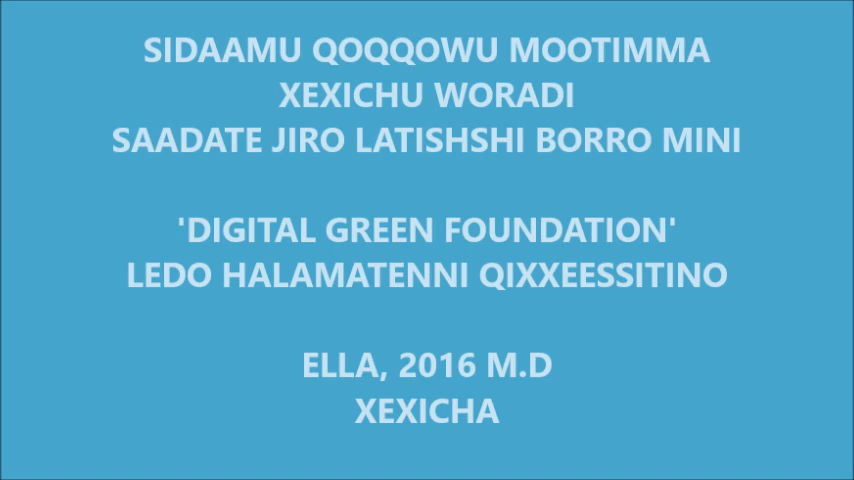 SIDAAMU QOQQOWU MOOTIMMA
XEXICHU WORADI
SAADATE JIRO LATISHSHI BORRO MINI
'DIGITAL GREEN FOUNDATION'
LEDO HALAMATENNI QIXXEESSITINO
ELLA, 2016 M.D
XEXICHA